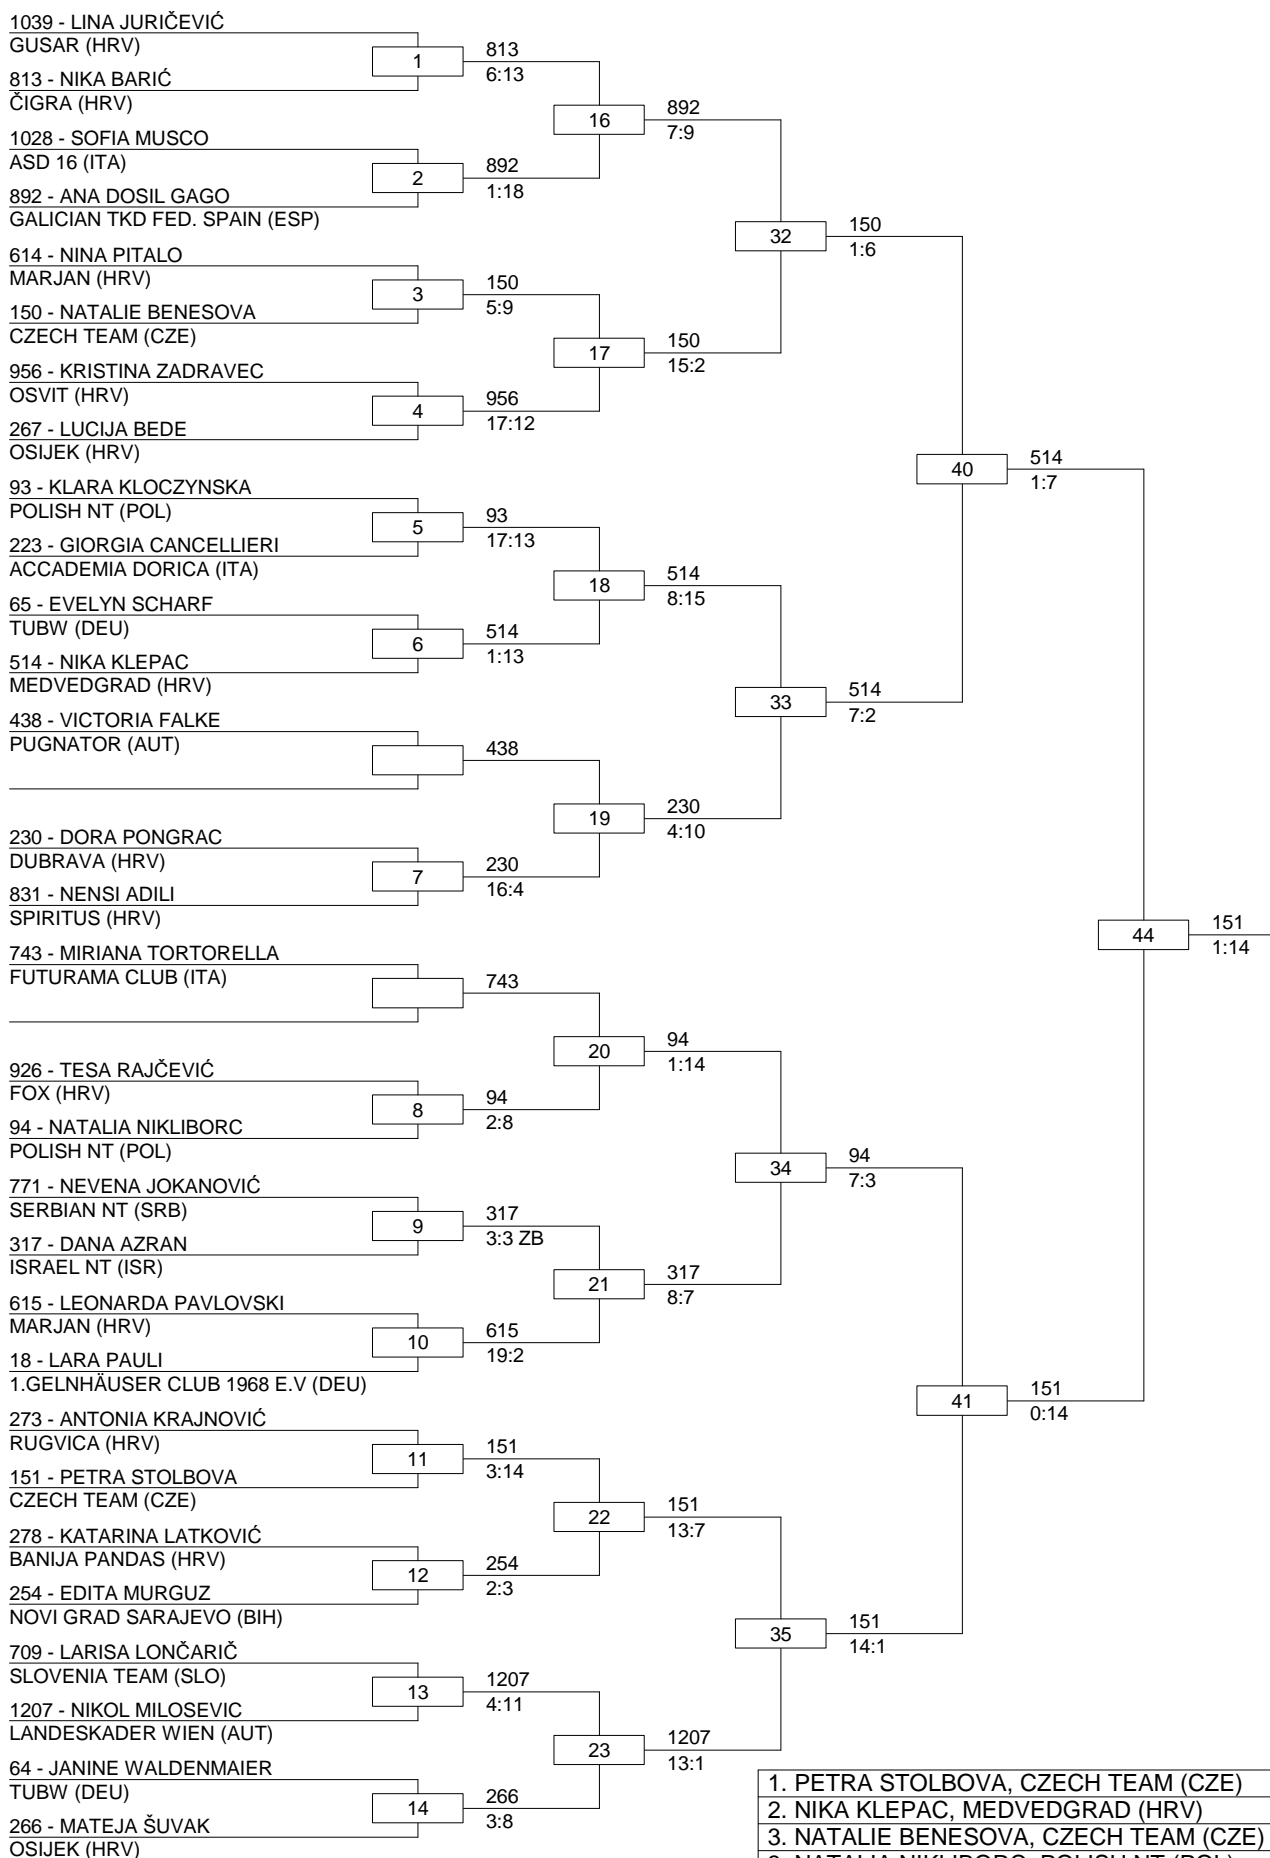 1039 - LINA JURIČEVIĆ
GUSAR (HRV)
1
813
6:13
813 - NIKA BARIĆ
ČIGRA (HRV)
16
892
7:9
1028 - SOFIA MUSCO
ASD 16 (ITA)
2
892
1:18
892 - ANA DOSIL GAGO
GALICIAN TKD FED. SPAIN (ESP)
32
150
1:6
614 - NINA PITALO
MARJAN (HRV)
3
150
5:9
150 - NATALIE BENESOVA
CZECH TEAM (CZE)
17
150
15:2
956 - KRISTINA ZADRAVEC
OSVIT (HRV)
4
956
17:12
267 - LUCIJA BEDE
OSIJEK (HRV)
40
514
1:7
93 - KLARA KLOCZYNSKA
POLISH NT (POL)
5
93
17:13
223 - GIORGIA CANCELLIERI
ACCADEMIA DORICA (ITA)
18
514
8:15
65 - EVELYN SCHARF
TUBW (DEU)
6
514
1:13
514 - NIKA KLEPAC
MEDVEDGRAD (HRV)
33
514
7:2
438 - VICTORIA FALKE
PUGNATOR (AUT)
438
19
230
4:10
230 - DORA PONGRAC
DUBRAVA (HRV)
7
230
16:4
831 - NENSI ADILI
SPIRITUS (HRV)
44
151
1:14
743 - MIRIANA TORTORELLA
FUTURAMA CLUB (ITA)
743
20
94
1:14
926 - TESA RAJČEVIĆ
FOX (HRV)
8
94
2:8
94 - NATALIA NIKLIBORC
POLISH NT (POL)
34
94
7:3
771 - NEVENA JOKANOVIĆ
SERBIAN NT (SRB)
9
317
3:3 ZB
317 - DANA AZRAN
ISRAEL NT (ISR)
21
317
8:7
615 - LEONARDA PAVLOVSKI
MARJAN (HRV)
10
615
19:2
18 - LARA PAULI
1.GELNHÄUSER CLUB 1968 E.V (DEU)
41
151
0:14
273 - ANTONIA KRAJNOVIĆ
RUGVICA (HRV)
11
151
3:14
151 - PETRA STOLBOVA
CZECH TEAM (CZE)
22
151
13:7
278 - KATARINA LATKOVIĆ
BANIJA PANDAS (HRV)
12
254
2:3
254 - EDITA MURGUZ
NOVI GRAD SARAJEVO (BIH)
35
151
14:1
709 - LARISA LONČARIČ
SLOVENIA TEAM (SLO)
13
1207
4:11
1207 - NIKOL MILOSEVIC
LANDESKADER WIEN (AUT)
23
1207
13:1
64 - JANINE WALDENMAIER
TUBW (DEU)
14
266
3:8
266 - MATEJA ŠUVAK
OSIJEK (HRV)
1. PETRA STOLBOVA, CZECH TEAM (CZE)
2. NIKA KLEPAC, MEDVEDGRAD (HRV)
3. NATALIE BENESOVA, CZECH TEAM (CZE)
3. NATALIA NIKLIBORC, POLISH NT (POL)